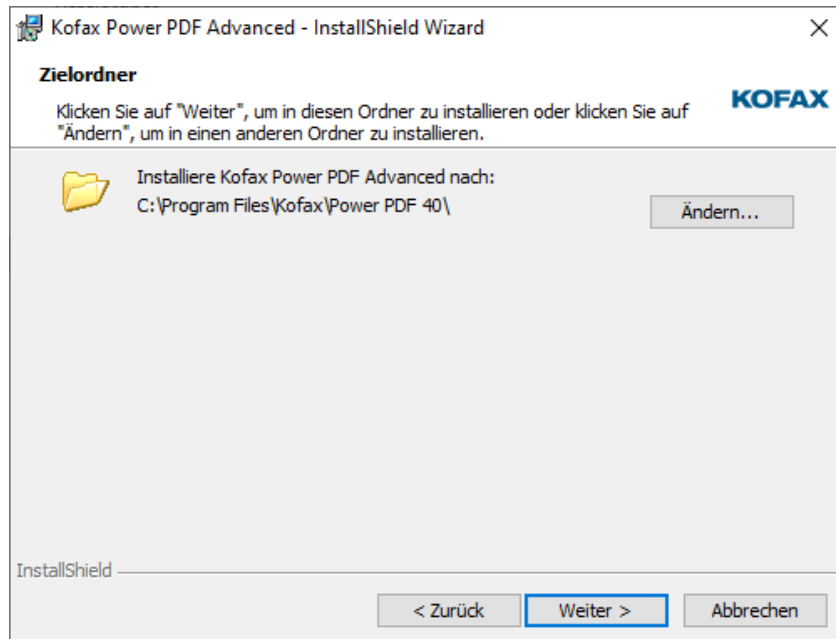 Kofax Power PDF Advanced - InstallShield Wizard
Zielordner
Klicken Sie auf "Weiter", um in diesen Ordner zu installieren oder klicken Sie auf
"Ändern", um in einen anderen Ordner zu installieren.
KOFAX
Installiere Kofax Power PDF Advanced nach:
C:\Program Files\Kofax\Power PDF 40\
Ändern...
InstallShield
< Zurück
Weiter >
Abbrechen